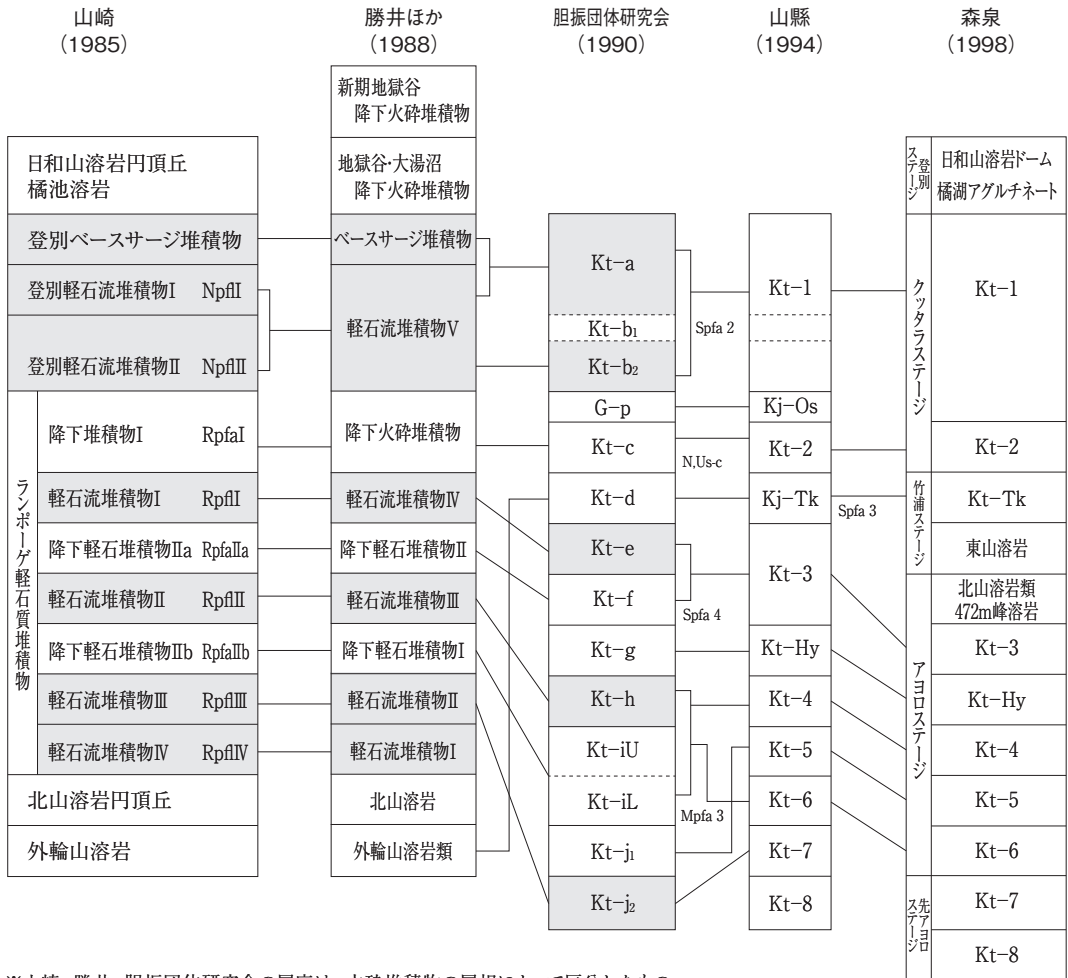 山崎
(1985)
勝井ほか
(1988)
胆振団体研究会
(1990)
山縣
(1994)
森泉
(1998)
日和山溶岩円頂丘
橘池溶岩
登別ベースサージ堆積物
登別軽石流堆積物Ⅰ NpflⅠ
登別軽石流堆積物Ⅱ NpflⅡ
ランポーゲ軽石質堆積物
降下堆積物Ⅰ RpfaⅠ
軽石流堆積物Ⅰ RpflⅠ
降下軽石堆積物Ⅱa RpfaⅡa
軽石流堆積物Ⅱ RpflⅡ
降下軽石堆積物Ⅱb RpfaⅡb
軽石流堆積物Ⅲ RpflⅢ
軽石流堆積物Ⅳ RpflⅣ
北山溶岩円頂丘
外輪山溶岩
新期地獄谷
降下火砕堆積物
地獄谷・大湯沼
降下火砕堆積物
ベースサージ堆積物
軽石流堆積物Ⅴ
降下火砕堆積物
軽石流堆積物Ⅳ
降下軽石堆積物Ⅱ
軽石流堆積物Ⅲ
降下軽石堆積物Ⅰ
軽石流堆積物Ⅱ
軽石流堆積物Ⅰ
北山溶岩
外輪山溶岩類
Kt-a
Kt-b1
Kt-b2
G-p
Kt-c
Kt-d
Kt-e
Kt-f
Kt-g
Kt-h
Kt-iU
Kt-iL
Kt-j1
Kt-j2
Spfa 2
N,Us-c
Spfa 4
Mpfa 3
Kt-1
Kj-Os
Kt-2
Kj-Tk
Kt-3
Kt-Hy
Kt-4
Kt-5
Kt-6
Kt-7
Kt-8
Spfa 3
登別
ステージ
日和山溶岩ドーム
橘湖アグルチネート
クッタラステージ
Kt-1
Kt-2
竹浦ステージ
Kt-Tk
東山溶岩
アヨロステージ
北山溶岩類
472m峰溶岩
Kt-3
Kt-Hy
Kt-4
Kt-5
Kt-6
先アヨロ
ステージ
Kt-7
Kt-8